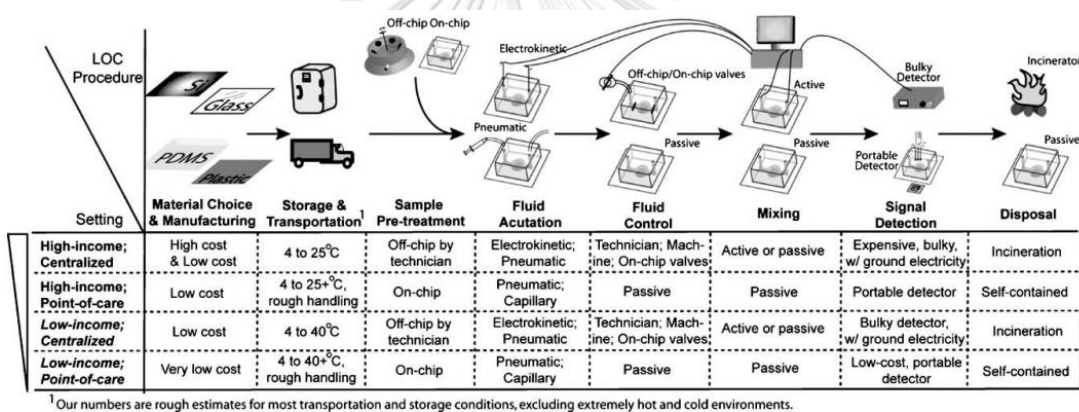 LOC
Procedure
Si
Glass
PDMS
Plastic
Off-chip On-chip
Electrokinetic
Pneumatic
Off-chip/On-chip valves
Passive
Active
Passive
Bulky
Detector
Portable
Detector
Incinerator
Passive
Setting
Material Choice
& Manufacturing
Storage &
Transportation1
Sample
Pre-treatment
Fluid
Acutation
Fluid
Control
Mixing
Signal
Detection
Disposal
High-income;
Centralized
High cost
& Low cost
4 to 25°C
Off-chip by
technician
Electrokinetic;
Pneumatic
Technician; Mach-
ine; On-chip valves
Active or passive
Expensive, bulky,
w/ ground electricity
Incineration
High-income;
Point-of-care
Low cost
4 to 25+°C,
rough handling
On-chip
Pneumatic;
Capillary
Passive
Passive
Portable detector
Self-contained
Low-income;
Centralized
Low cost
4 to 40°C
Off-chip by
technician
Electrokinetic;
Pneumatic
Technician; Mach-
ine; On-chip valves
Active or passive
Bulky detector,
w/ ground electricity
Incineration
Low-income;
Point-of-care
Very low cost
4 to 40+°C,
rough handling
On-chip
Pneumatic;
Capillary
Passive
Passive
Low-cost, portable
detector
Self-contained
1 Our numbers are rough estimates for most transportation and storage conditions, excluding extremely hot and cold environments.